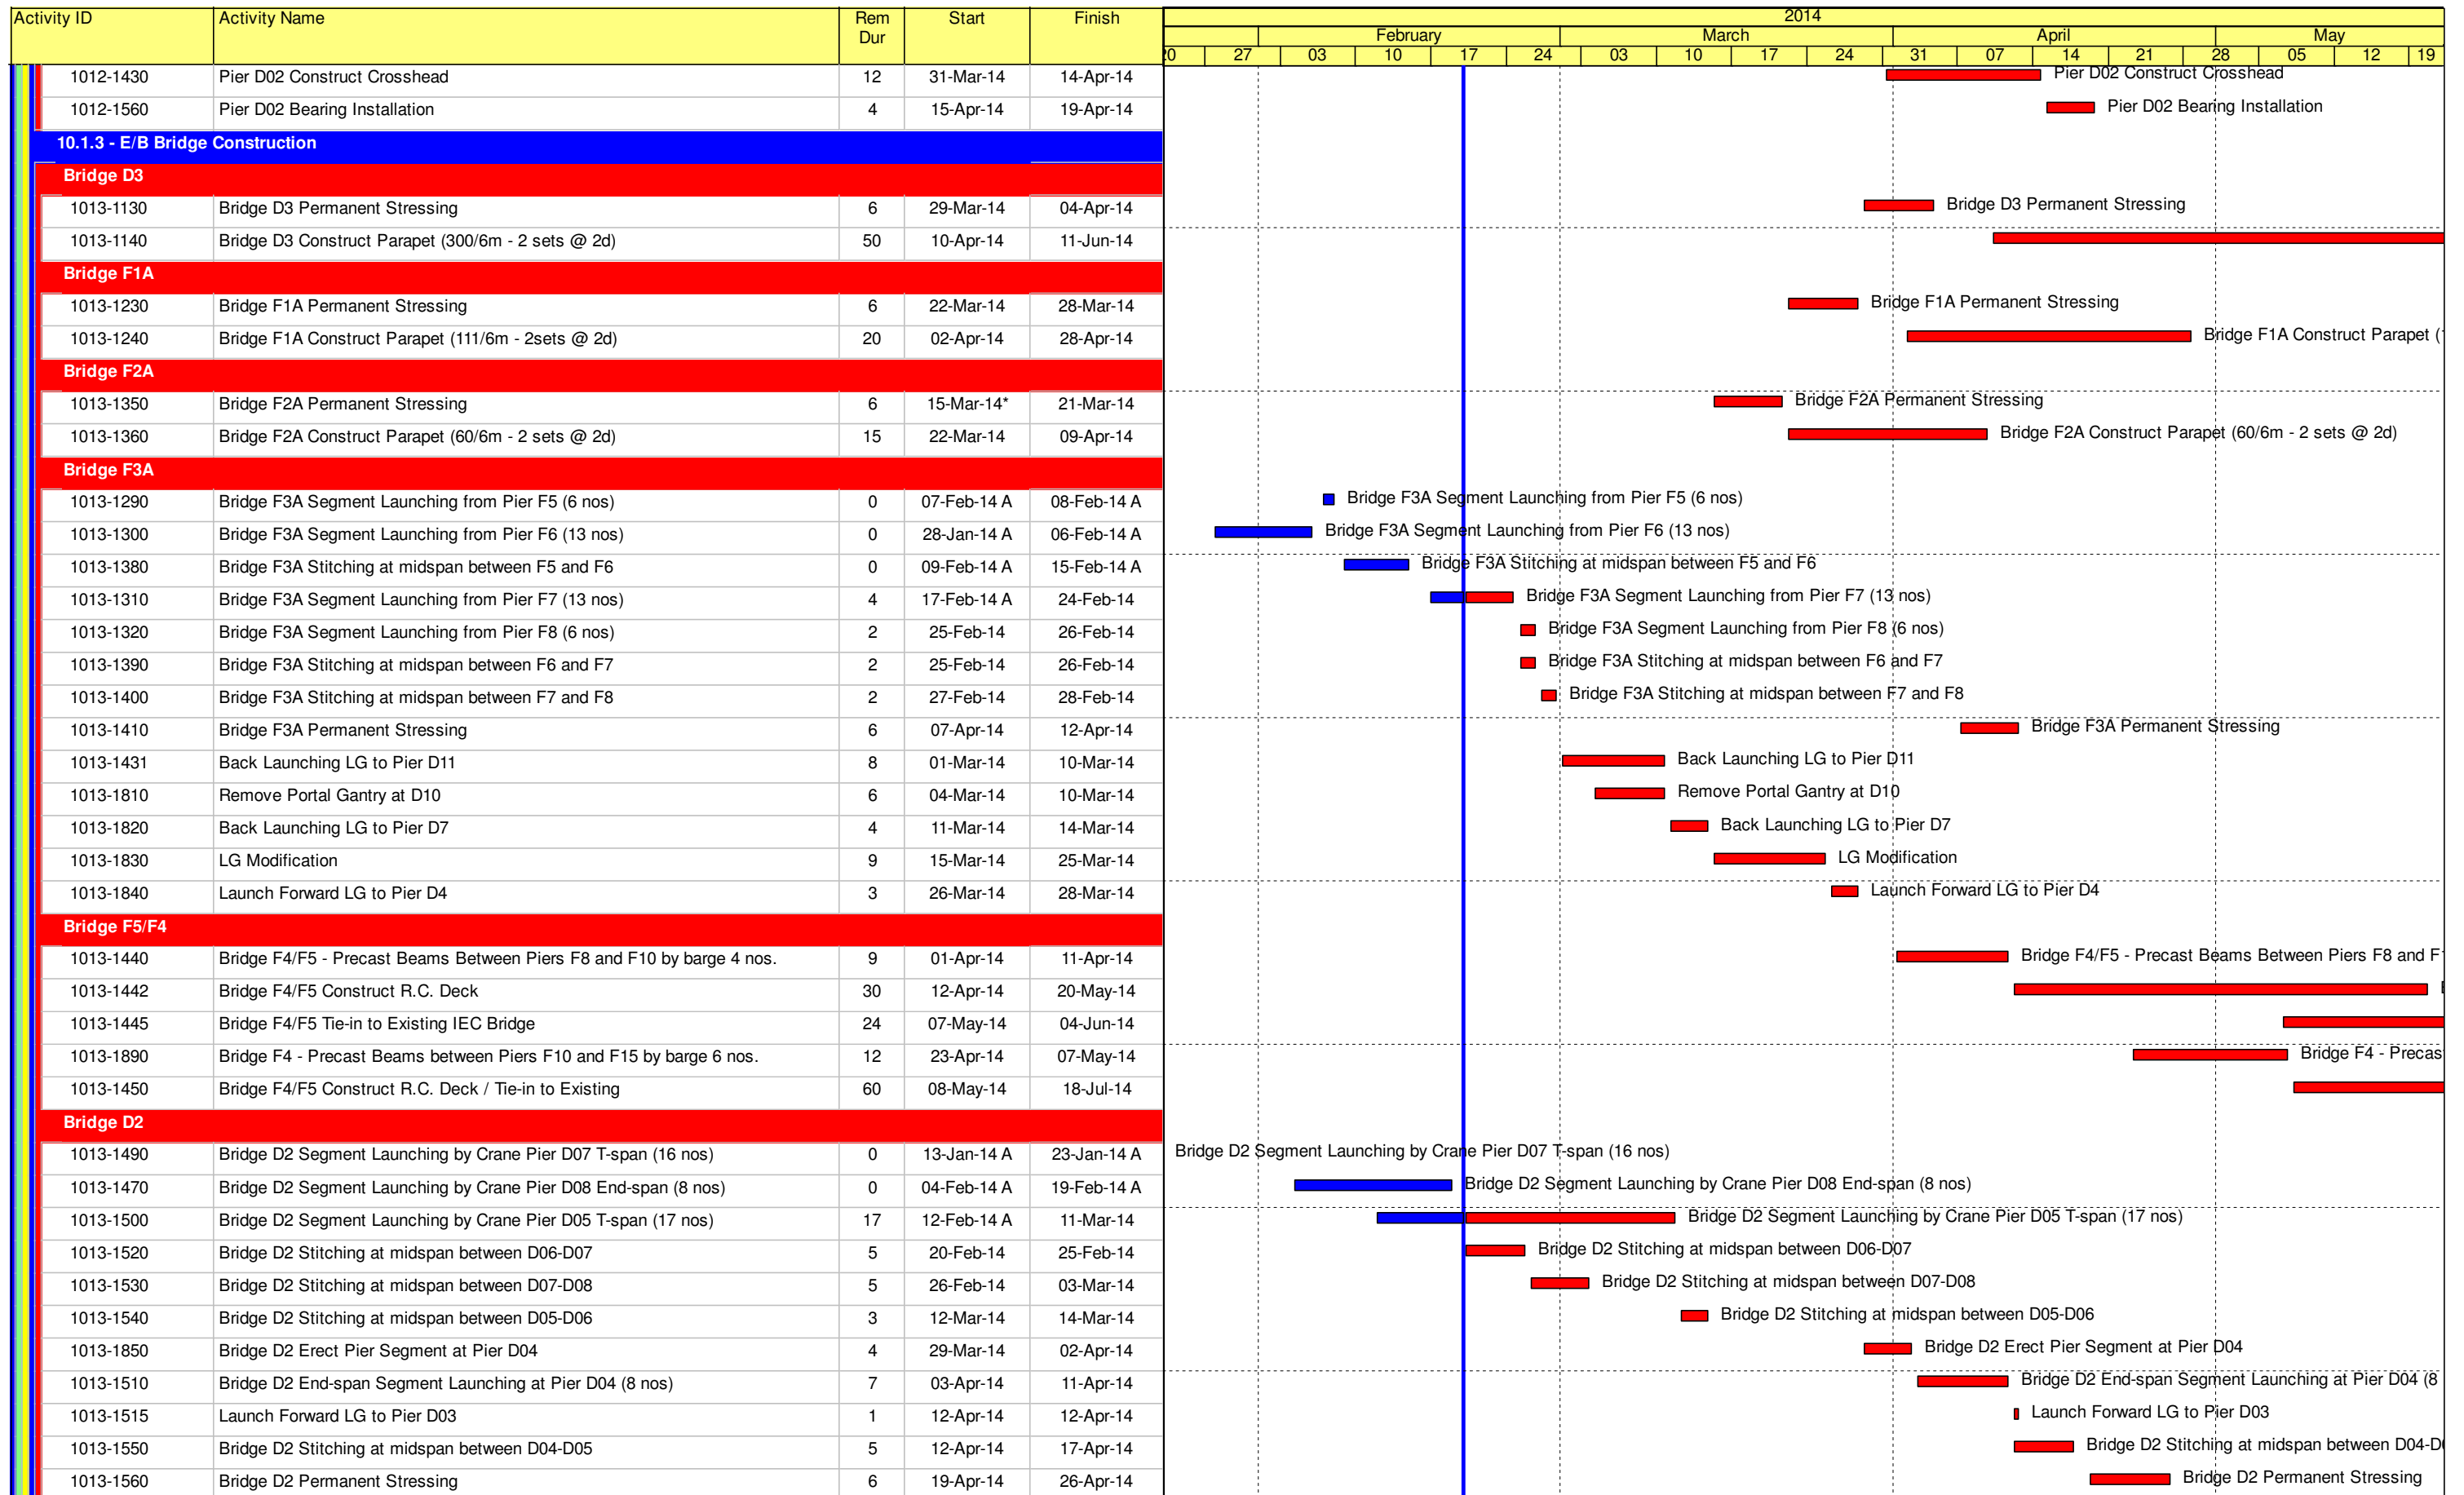 Activity ID Activity Name Rem Dur Start Finish 2014
February March April May
20 27 03 10 17 24 03 10 17 24 31 07 14 21 28 05 12 19
1012-1430 Pier D02 Construct Crosshead 12 31-Mar-14 14-Apr-14 Pier D02 Construct Crosshead
1012-1560 Pier D02 Bearing Installation 4 15-Apr-14 19-Apr-14 Pier D02 Bearing Installation
10.1.3 - E/B Bridge Construction
Bridge D3
1013-1130 Bridge D3 Permanent Stressing 6 29-Mar-14 04-Apr-14 Bridge D3 Permanent Stressing
1013-1140 Bridge D3 Construct Parapet (300/6m - 2 sets @ 2d) 50 10-Apr-14 11-Jun-14
Bridge F1A
1013-1230 Bridge F1A Permanent Stressing 6 22-Mar-14 28-Mar-14 Bridge F1A Permanent Stressing
1013-1240 Bridge F1A Construct Parapet (111/6m - 2sets @ 2d) 20 02-Apr-14 28-Apr-14 Bridge F1A Construct Parapet (
Bridge F2A
1013-1350 Bridge F2A Permanent Stressing 6 15-Mar-14* 21-Mar-14 Bridge F2A Permanent Stressing
1013-1360 Bridge F2A Construct Parapet (60/6m - 2 sets @ 2d) 15 22-Mar-14 09-Apr-14 Bridge F2A Construct Parapet (60/6m - 2 sets @ 2d)
Bridge F3A
1013-1290 Bridge F3A Segment Launching from Pier F5 (6 nos) 0 07-Feb-14 A 08-Feb-14 A Bridge F3A Segment Launching from Pier F5 (6 nos)
1013-1300 Bridge F3A Segment Launching from Pier F6 (13 nos) 0 28-Jan-14 A 06-Feb-14 A Bridge F3A Segment Launching from Pier F6 (13 nos)
1013-1380 Bridge F3A Stitching at midspan between F5 and F6 0 09-Feb-14 A 15-Feb-14 A Bridge F3A Stitching at midspan between F5 and F6
1013-1310 Bridge F3A Segment Launching from Pier F7 (13 nos) 4 17-Feb-14 A 24-Feb-14 Bridge F3A Segment Launching from Pier F7 (13 nos)
1013-1320 Bridge F3A Segment Launching from Pier F8 (6 nos) 2 25-Feb-14 26-Feb-14 Bridge F3A Segment Launching from Pier F8 (6 nos)
1013-1390 Bridge F3A Stitching at midspan between F6 and F7 2 25-Feb-14 26-Feb-14 Bridge F3A Stitching at midspan between F6 and F7
1013-1400 Bridge F3A Stitching at midspan between F7 and F8 2 27-Feb-14 28-Feb-14 Bridge F3A Stitching at midspan between F7 and F8
1013-1410 Bridge F3A Permanent Stressing 6 07-Apr-14 12-Apr-14 Bridge F3A Permanent Stressing
1013-1431 Back Launching LG to Pier D11 8 01-Mar-14 10-Mar-14 Back Launching LG to Pier D11
1013-1810 Remove Portal Gantry at D10 6 04-Mar-14 10-Mar-14 Remove Portal Gantry at D10
1013-1820 Back Launching LG to Pier D7 4 11-Mar-14 14-Mar-14 Back Launching LG to Pier D7
1013-1830 LG Modification 9 15-Mar-14 25-Mar-14 LG Modification
1013-1840 Launch Forward LG to Pier D4 3 26-Mar-14 28-Mar-14 Launch Forward LG to Pier D4
Bridge F5/F4
1013-1440 Bridge F4/F5 - Precast Beams Between Piers F8 and F10 by barge 4 nos. 9 01-Apr-14 11-Apr-14 Bridge F4/F5 - Precast Beams Between Piers F8 and
1013-1442 Bridge F4/F5 Construct R.C. Deck 30 12-Apr-14 20-May-14
1013-1445 Bridge F4/F5 Tie-in to Existing IEC Bridge 24 07-May-14 04-Jun-14
1013-1890 Bridge F4 - Precast Beams between Piers F10 and F15 by barge 6 nos. 12 23-Apr-14 07-May-14 Bridge F4 - Precas
1013-1450 Bridge F4/F5 Construct R.C. Deck / Tie-in to Existing 60 08-May-14 18-Jul-14
Bridge D2
1013-1490 Bridge D2 Segment Launching by Crane Pier D07 T-span (16 nos) 0 13-Jan-14 A 23-Jan-14 A Bridge D2 Segment Launching by Crane Pier D07 T-span (16 nos)
1013-1470 Bridge D2 Segment Launching by Crane Pier D08 End-span (8 nos) 0 04-Feb-14 A 19-Feb-14 A Bridge D2 Segment Launching by Crane Pier D08 End-span (8 nos)
1013-1500 Bridge D2 Segment Launching by Crane Pier D05 T-span (17 nos) 17 12-Feb-14 A 11-Mar-14 Bridge D2 Segment Launching by Crane Pier D05 T-span (17 nos)
1013-1520 Bridge D2 Stitching at midspan between D06-D07 5 20-Feb-14 25-Feb-14 Bridge D2 Stitching at midspan between D06-D07
1013-1530 Bridge D2 Stitching at midspan between D07-D08 5 26-Feb-14 03-Mar-14 Bridge D2 Stitching at midspan between D07-D08
1013-1540 Bridge D2 Stitching at midspan between D05-D06 3 12-Mar-14 14-Mar-14 Bridge D2 Stitching at midspan between D05-D06
1013-1850 Bridge D2 Erect Pier Segment at Pier D04 4 29-Mar-14 02-Apr-14 Bridge D2 Erect Pier Segment at Pier D04
1013-1510 Bridge D2 End-span Segment Launching at Pier D04 (8 nos) 7 03-Apr-14 11-Apr-14 Bridge D2 End-span Segment Launching at Pier D04 (8
1013-1515 Launch Forward LG to Pier D03 1 12-Apr-14 12-Apr-14 Launch Forward LG to Pier D03
1013-1550 Bridge D2 Stitching at midspan between D04-D05 5 12-Apr-14 17-Apr-14 Bridge D2 Stitching at midspan between
1013-1560 Bridge D2 Permanent Stressing 6 19-Apr-14 26-Apr-14 Bridge D2 Permanent Stressing